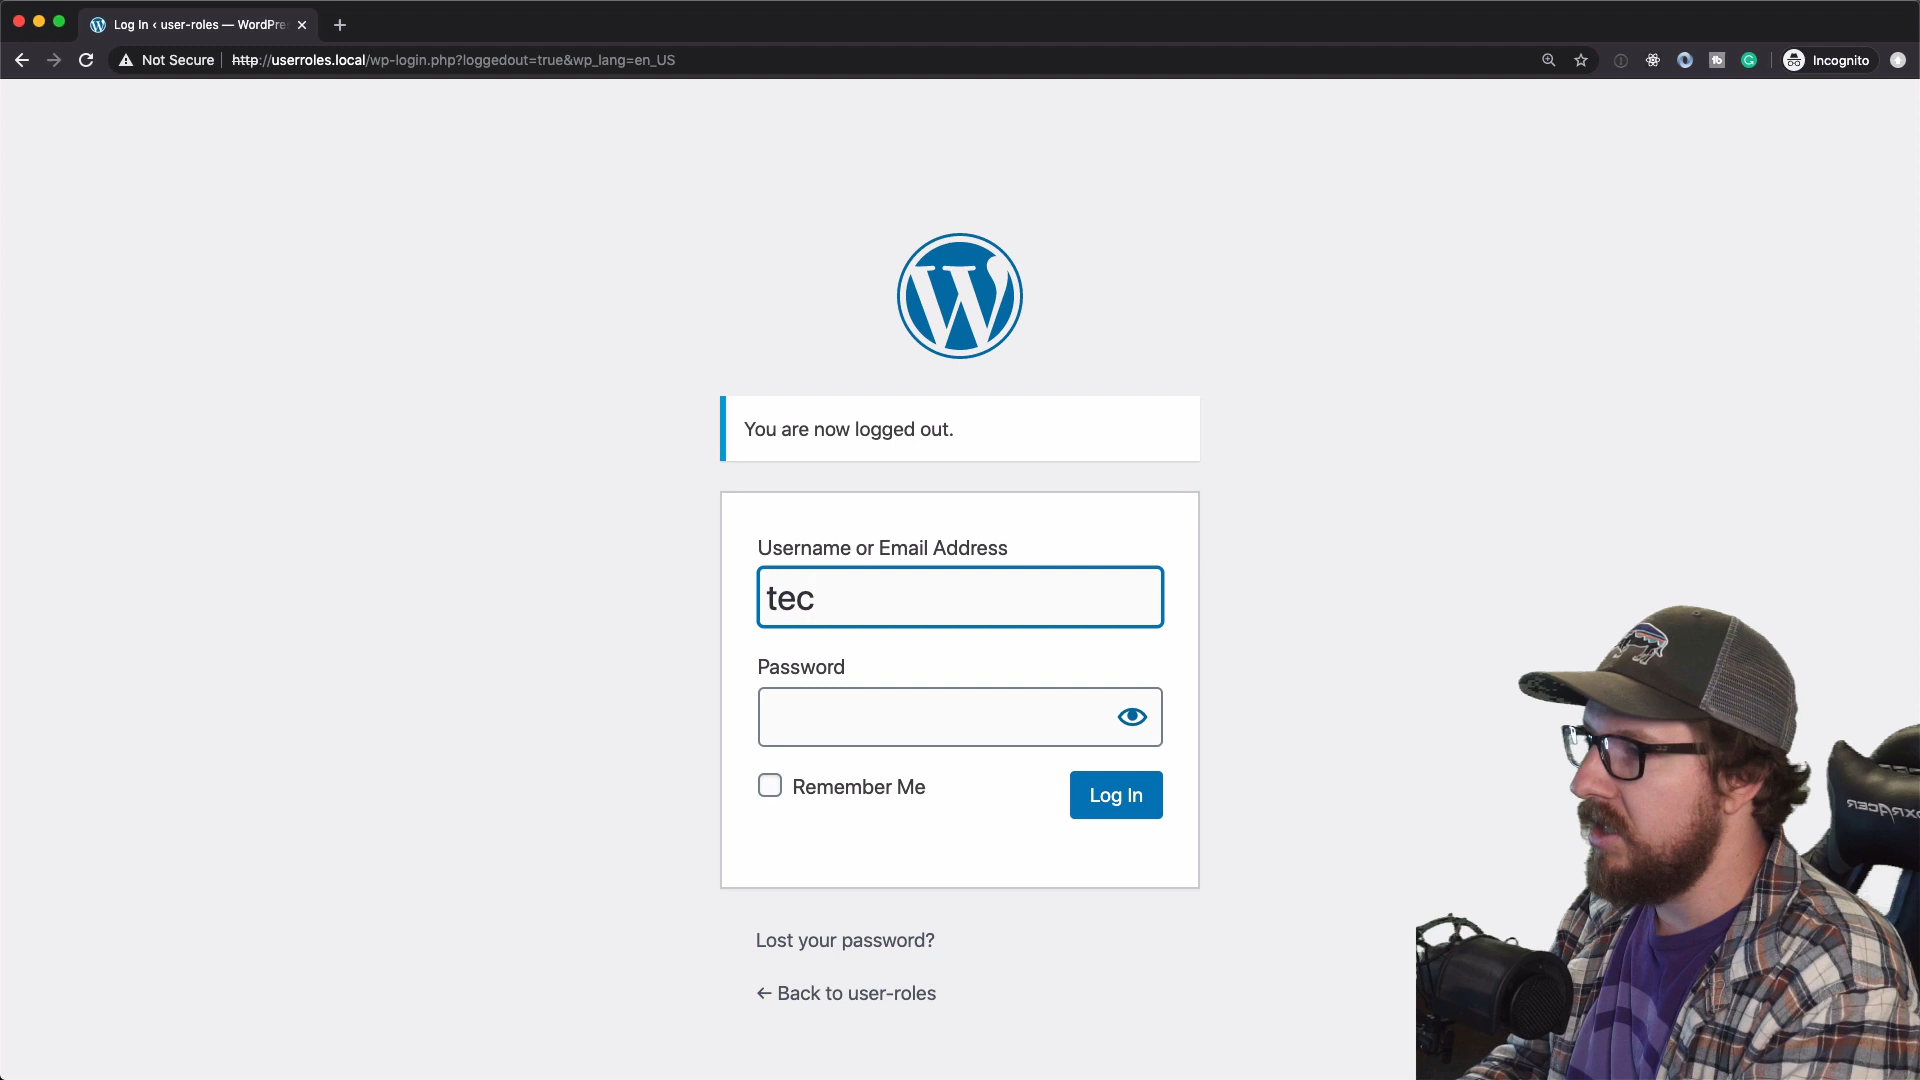 Log In ‹ user-roles — WordPre
Not Secure
http://userroles.local/wp-login.php?loggedout=true&wp_lang=en_US
Incognito
You are now logged out.
Username or Email Address
tec
Password
Remember Me
Log In
Lost your password?
← Back to user-roles